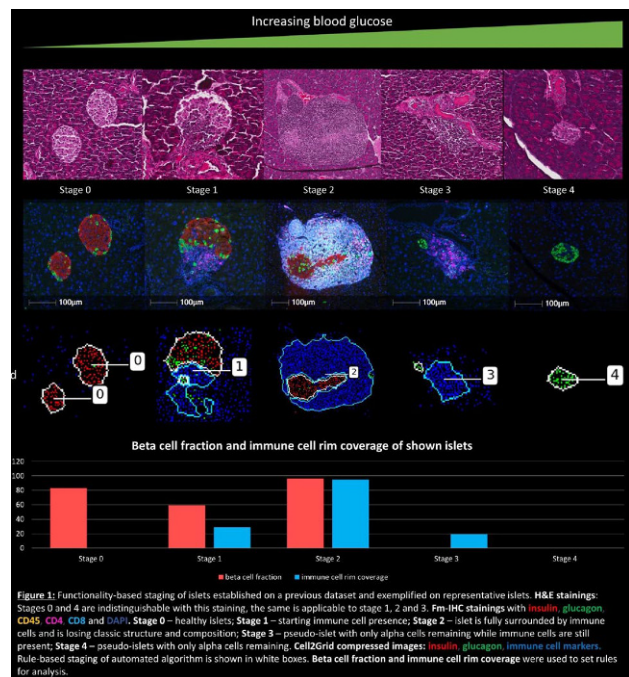 Increasing blood glucose
Stage 0 Stage 1 Stage 2 Stage 3 Stage 4
100µm 100µm 100µm 100µm 100µm
d
0 0 1 2 3 4
Beta cell fraction and immune cell rim coverage of shown islets
120
100
80
60
40
20
0
Stage 0 Stage 1 Stage 2 Stage 3 Stage 4
beta cell fraction immune cell rim coverage
Figure 1: Functionality-based staging of islets established on a previous dataset and exemplified on representative islets. H&E stainings:
Stages 0 and 4 are indistinguishable with this staining, the same is applicable to stage 1, 2 and 3. Fm-IHC stainings with insulin, glucagon,
CD45, CD4, CD8 and DAPI. Stage 0 – healthy islets; Stage 1 – starting immune cell presence; Stage 2 – islet is fully surrounded by immune
cells and is losing classic structure and composition; Stage 3 – pseudo-islet with only alpha cells remaining while immune cells are still
present; Stage 4 – pseudo-islets with only alpha cells remaining. Cell2Grid compressed images: insulin, glucagon, immune cell markers.
Rule-based staging of automated algorithm is shown in white boxes. Beta cell fraction and immune cell rim coverage were used to set rules
for analysis.